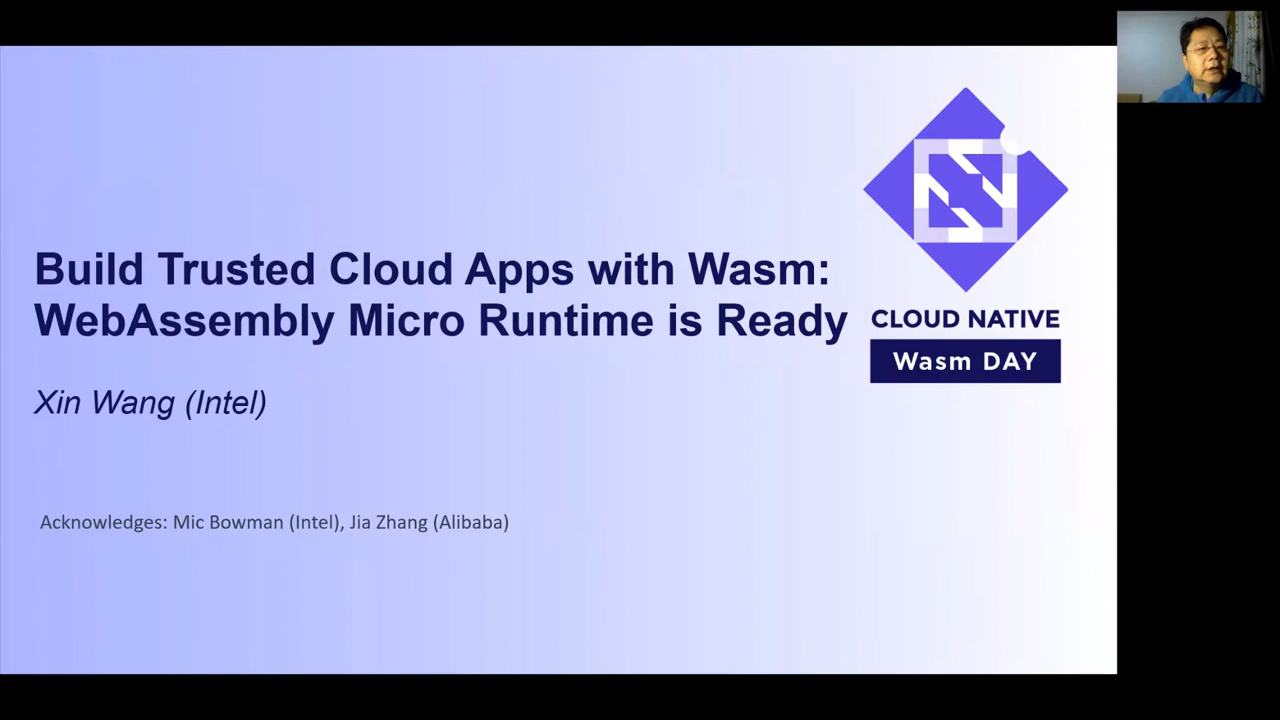 Build Trusted Cloud Apps with Wasm:
WebAssembly Micro Runtime is Ready
Xin Wang (Intel)
Acknowledges: Mic Bowman (Intel), Jia Zhang (Alibaba)
CLOUD NATIVE
Wasm DAY